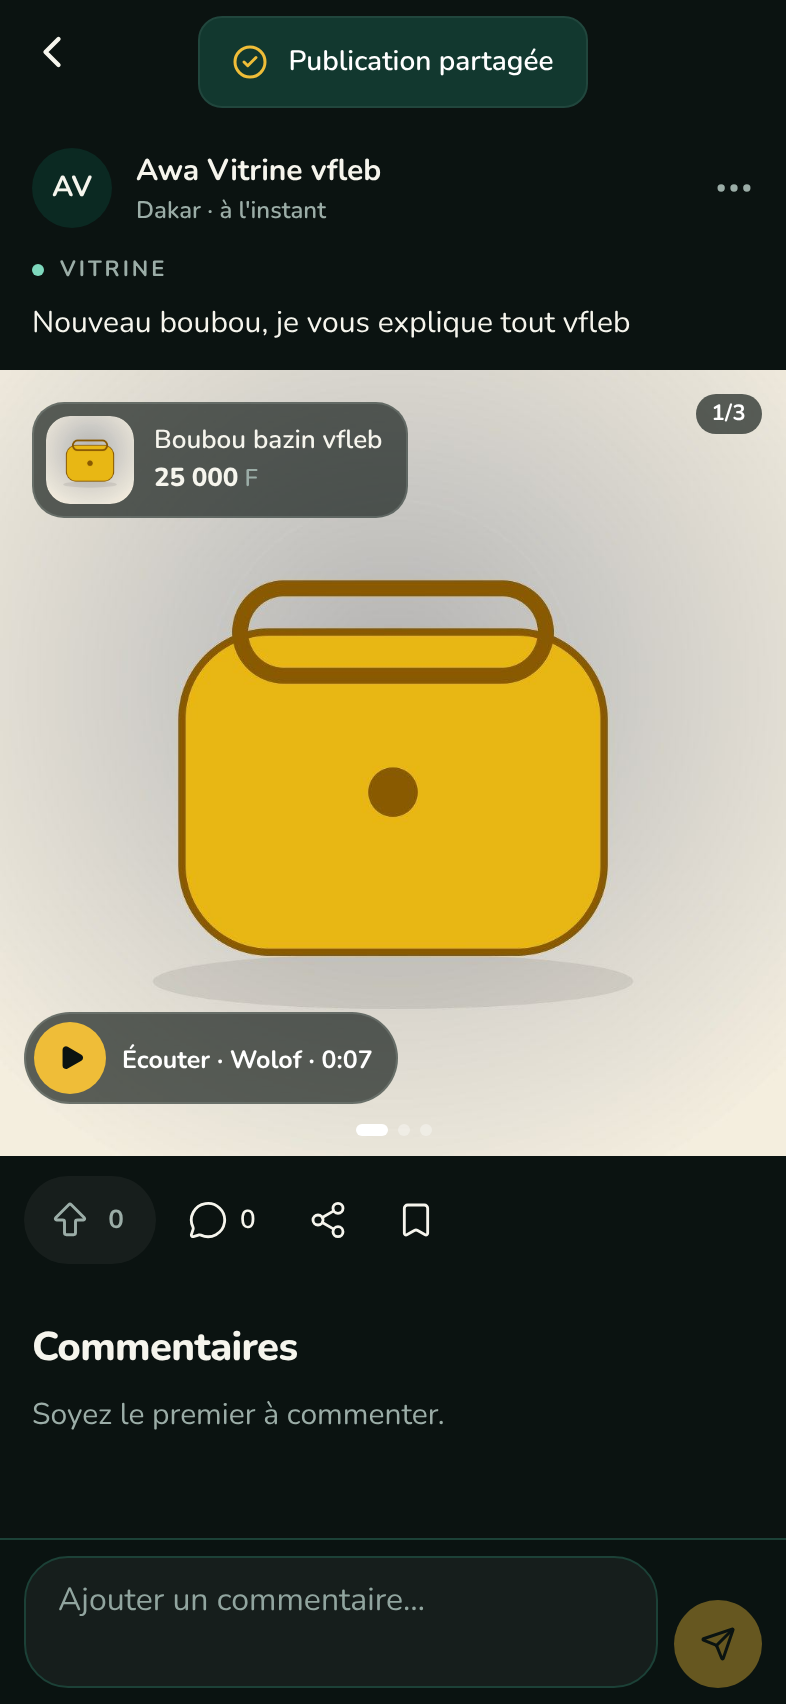 Publication partagée
AV
Awa Vitrine vfleb
Dakar · à l'instant
VITRINE
Nouveau boubou, je vous explique tout vfleb
Boubou bazin vfleb
25 000 F
1/3
Écouter · Wolof · 0:07
0
0
Commentaires
Soyez le premier à commenter.
Ajouter un commentaire...